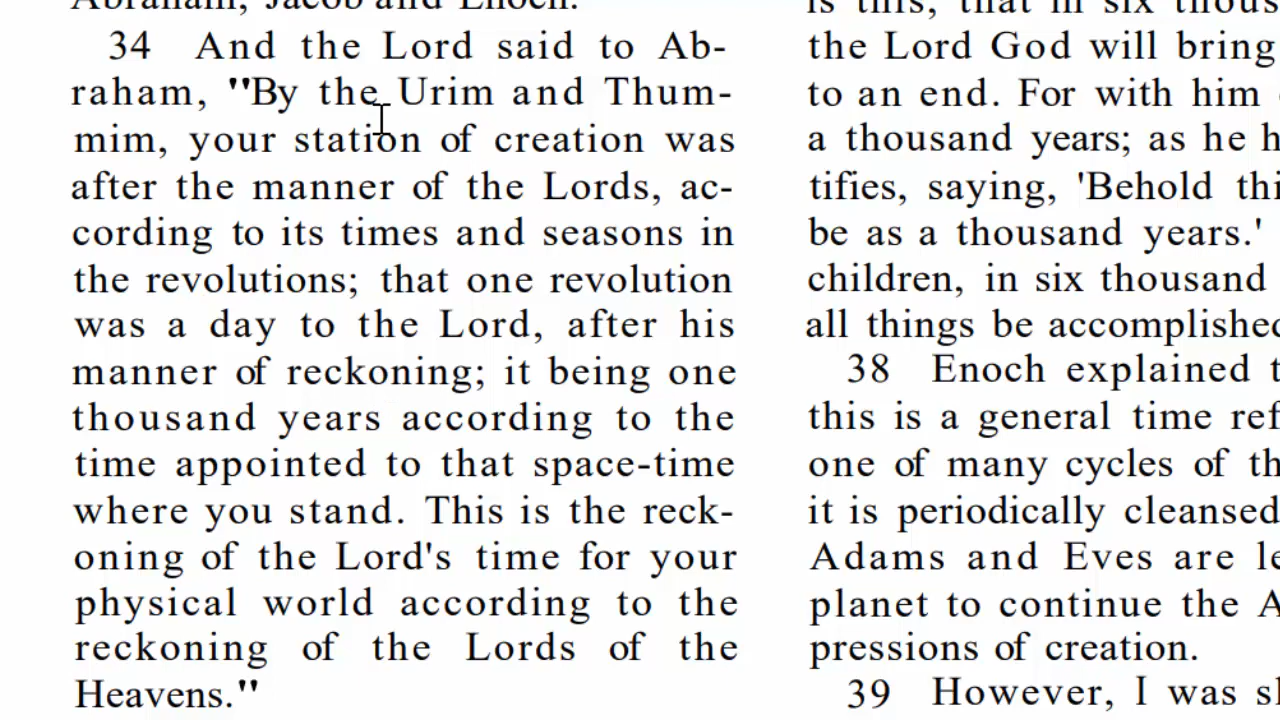 Abraham, Jacob and Enoch.
34 And the Lord said to Ab-
raham, "By the Urim and Thum-
mim, your station of creation was
after the manner of the Lords, ac-
cording to its times and seasons in
the revolutions; that one revolution
was a day to the Lord, after his
manner of reckoning; it being one
thousand years according to the
time appointed to that space-time
where you stand. This is the reck-
oning of the Lord's time for your
physical world according to the
reckoning of the Lords of the
Heavens."
is this, that in six
the Lord God will bring
to an end. For with him
a thousand years; as he
tifies, saying, 'Behold
be as a thousand years.'
children, in six thousand
all things be
38 Enoch explained
this is a general time
one of many cycles of
it is periodically cleansed
Adams and Eves are
planet to continue the
pressions of creation.
39 However, I was